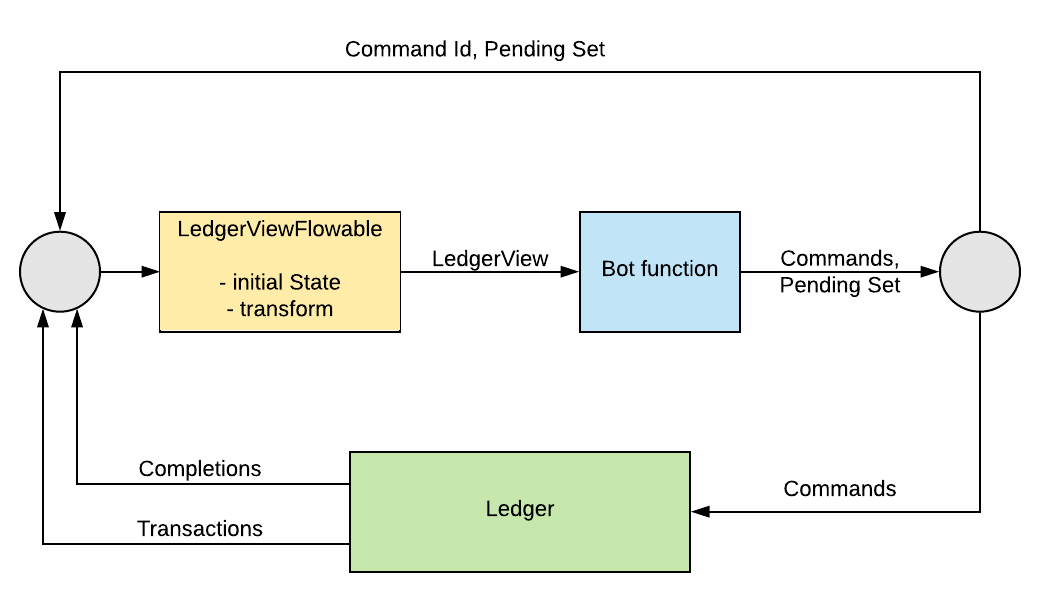 Command Id, Pending Set
LedgerViewFlowable
- initial State
- transform
LedgerView
Bot function
Commands,
Pending Set
Completions
Transactions
Ledger
Commands